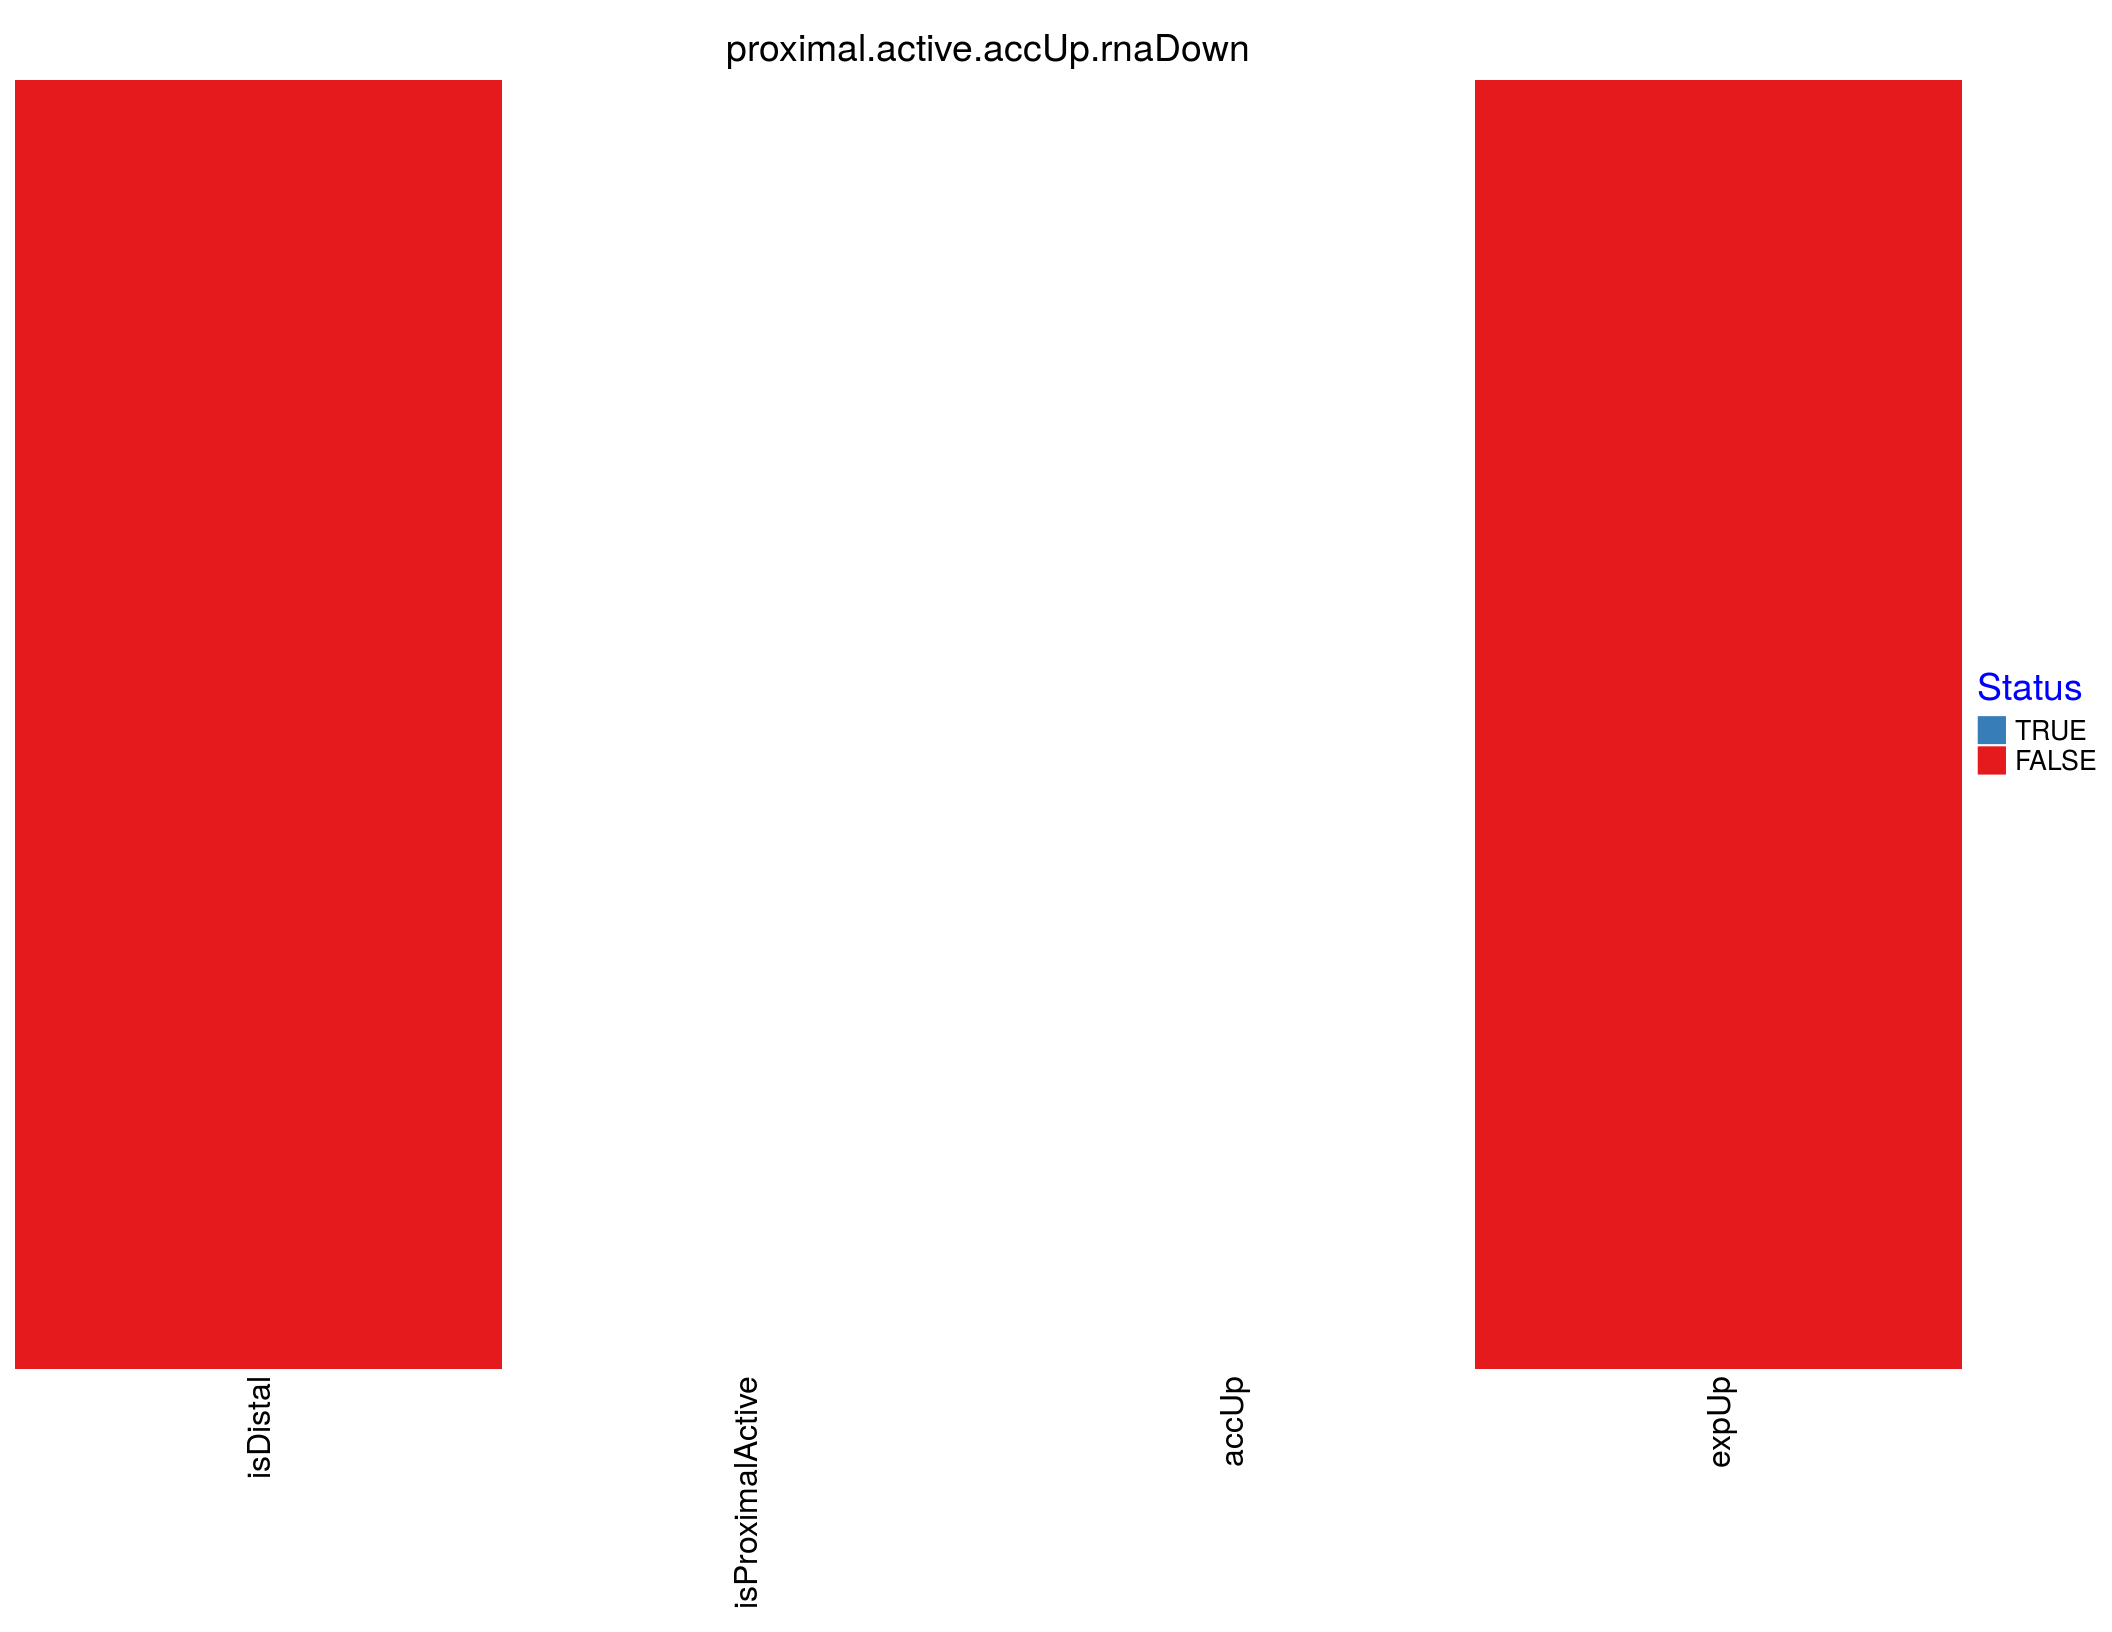 proximal.active.accUp.rnaDown
Status
TRUE
FALSE
isDistal
isProximalActive
accUp
expUp